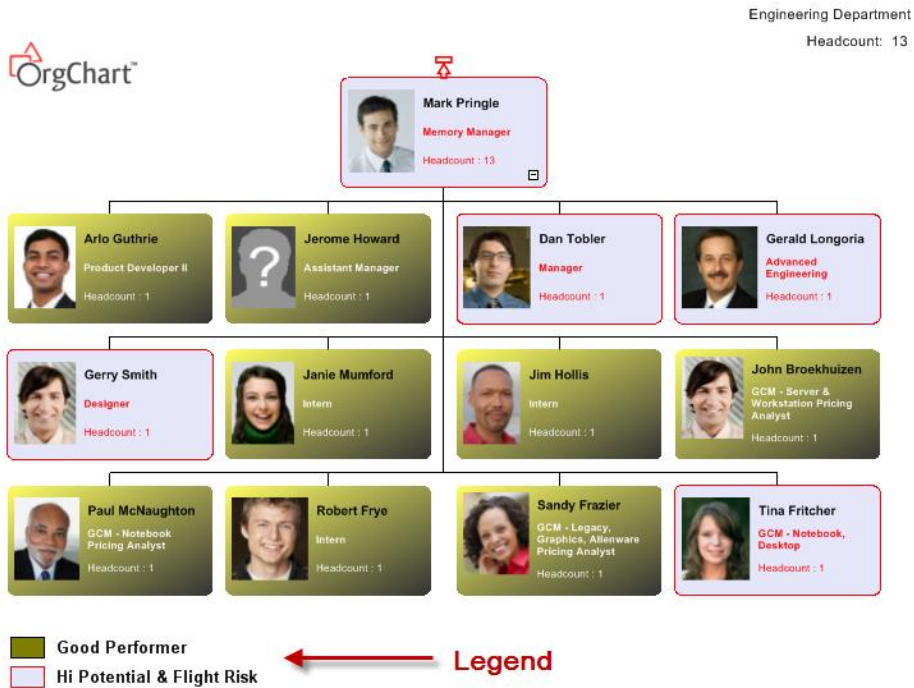 Engineering Department
Headcount: 13
OrgChart™
Mark Pringle
Memory Manager
Headcount : 13
Arlo Guthrie
Product Developer II
Headcount : 1
Jerome Howard
Assistant Manager
Headcount : 1
Dan Tobler
Manager
Headcount : 1
Gerald Longoria
Advanced
Engineering
Headcount : 1
Gerry Smith
Designer
Headcount : 1
Janie Mumford
Intern
Headcount : 1
Jim Hollis
Intern
Headcount : 1
John Broekhuizen
GCM - Server &
Workstation Pricing
Analyst
Headcount : 1
Paul McNaughton
GCM - Notebook
Pricing Analyst
Headcount : 1
Robert Frye
Intern
Headcount : 1
Sandy Frazier
GCM - Legacy,
Graphics, Alienware
Pricing Analyst
Headcount : 1
Tina Fritcher
GCM - Notebook,
Desktop
Headcount : 1
Good Performer
Hi Potential & Flight Risk
Legend